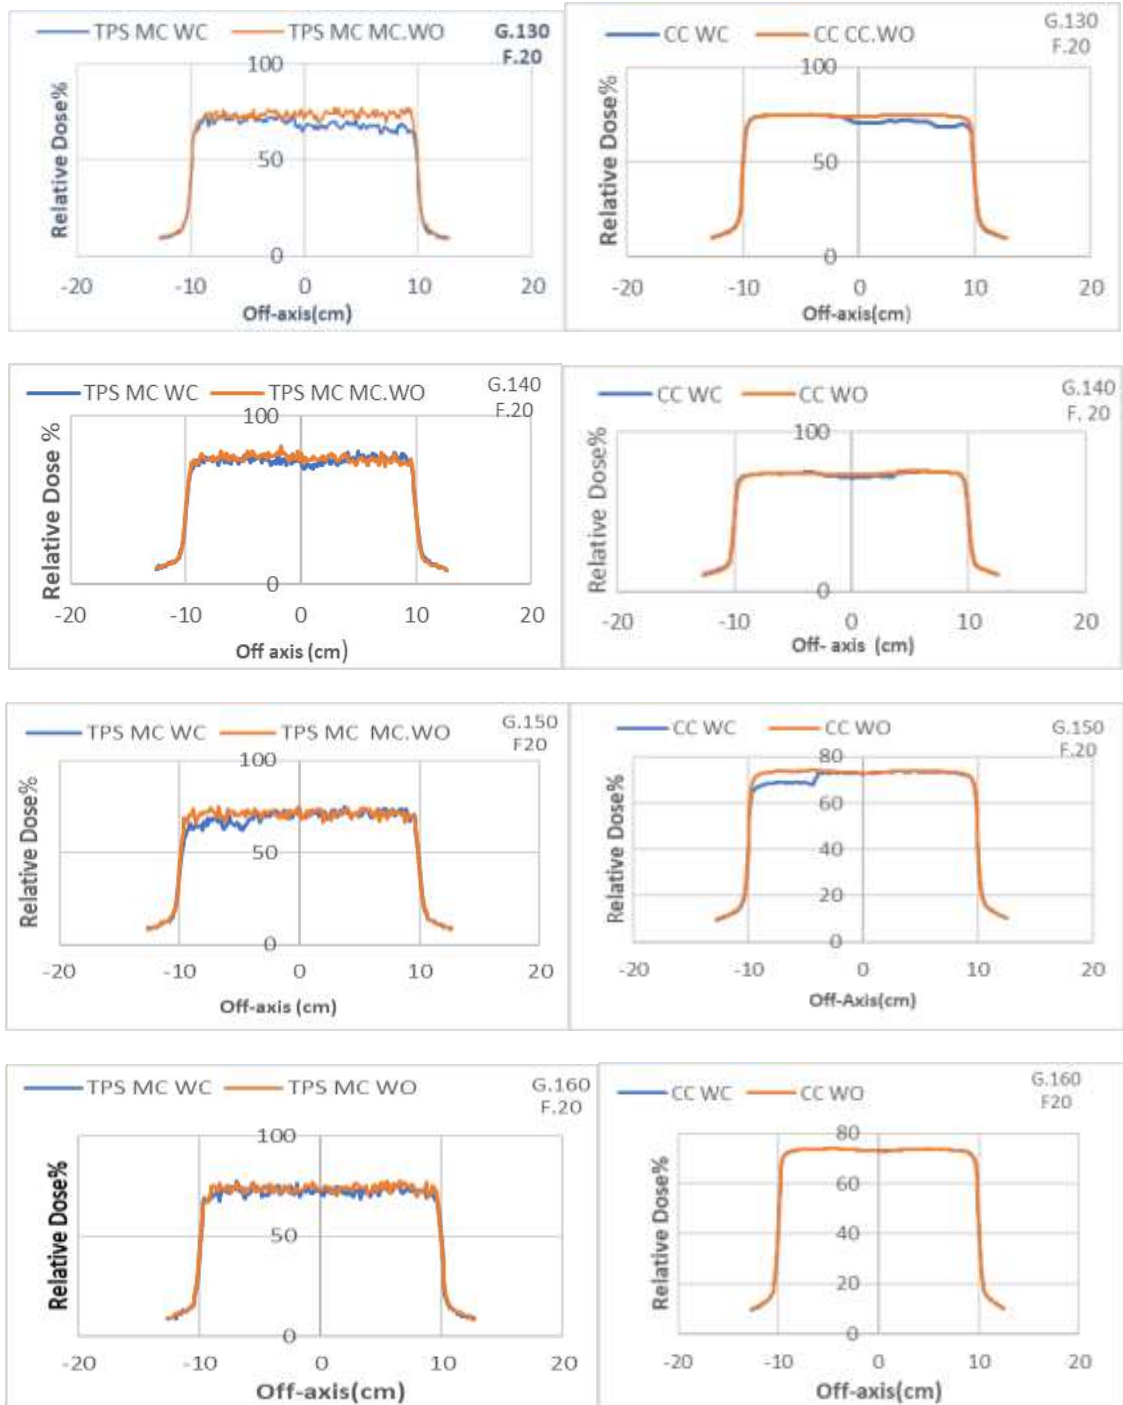 TPS MC WC TPS MC MC.WO G.130
F.20
100
50
0
-20 -10 0 10 20
Relative Dose%
Off-axis(cm)
CC WC CC CC.WO G.130
F.20
100
50
0
-20 -10 0 10 20
Relative Dose%
Off-axis(cm)
TPS MC WC TPS MC MC.WO G.140
F.20
100
0
-20 -10 0 10 20
Relative Dose %
Off axis (cm)
CC WC CC WO G.140
F. 20
100
0
-20 -10 0 10 20
Relative Dose%
Off- axis (cm)
TPS MC WC TPS MC MC.WO G.150
F20
100
50
0
-20 -10 0 10 20
Relative Dose%
Off-axis (cm)
CC WC CC WO G.150
F.20
80
60
40
20
0
-20 -10 0 10 20
Relative Dose%
Off-Axis(cm)
TPS MC WC TPS MC WO G.160
F.20
100
50
0
-20 -10 0 10 20
Relative Dose%
Off-axis(cm)
CC WC CC WO G.160
F20
80
60
40
20
0
-20 -10 0 10 20
Relative Dose%
Off-axis(cm)